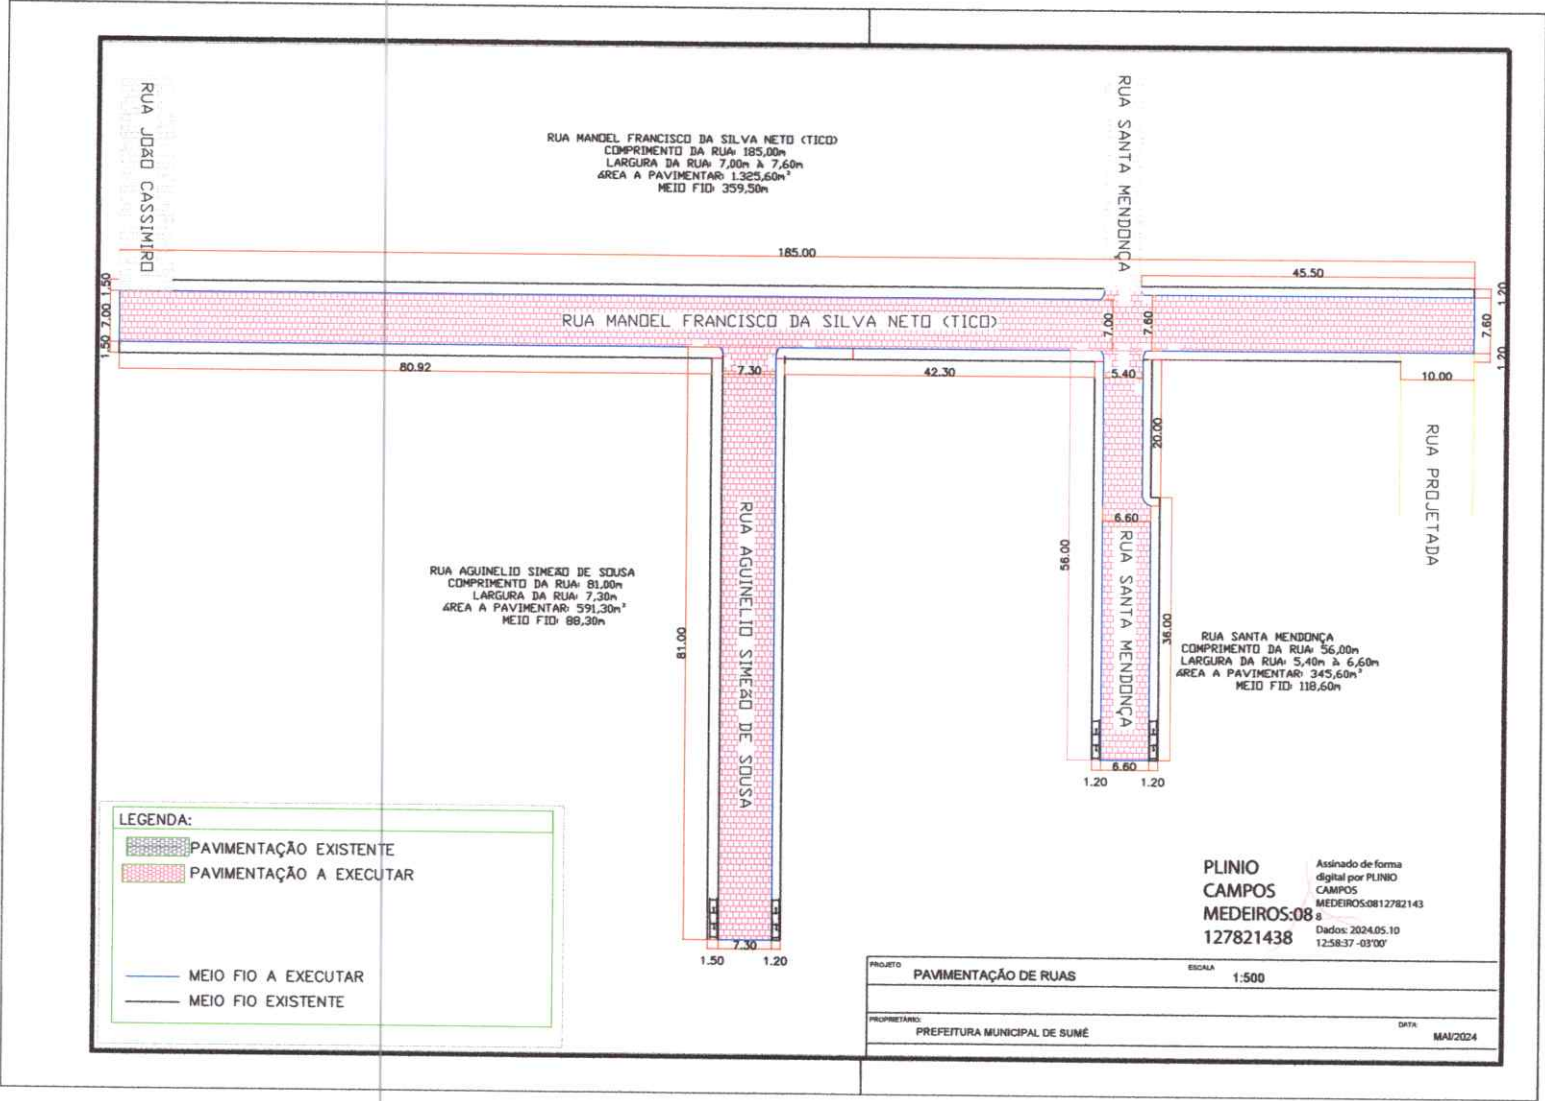 RUA JOÃO CASSIMIRO
RUA MANOEL FRANCISCO DA SILVA NETO (TICO)
COMPRIMENTO DA RUA: 185,00m
LARGURA DA RUA: 7,00m À 7,60m
ÁREA A PAVIMENTAR: 1.325,60m²
MEIO FIO: 359,50m
RUA SANTA MENDONÇA
185.00
45.50
1.50
7.00
1.50
RUA MANOEL FRANCISCO DA SILVA NETO (TICO)
7.00
7.60
1.20
7.60
1.20
80.92
7.30
42.30
5.40
10.00
20.00
RUA PROJETADA
6.60
56.00
RUA SANTA MENDONÇA
36.00
RUA AGUINELIO SIMEÃO DE SOUSA
COMPRIMENTO DA RUA: 81,00m
LARGURA DA RUA: 7,30m
ÁREA A PAVIMENTAR: 591,30m²
MEIO FIO: 88,30m
81.00
RUA AGUINELIO SIMEÃO DE SOUSA
RUA SANTA MENDONÇA
COMPRIMENTO DA RUA: 56,00m
LARGURA DA RUA: 5,40m À 6,60m
ÁREA A PAVIMENTAR: 345,60m²
MEIO FIO: 118,60m
6.60
1.20
1.20
7.30
1.50
1.20
LEGENDA:
PAVIMENTAÇÃO EXISTENTE
PAVIMENTAÇÃO A EXECUTAR
MEIO FIO A EXECUTAR
MEIO FIO EXISTENTE
PLINIO
CAMPOS
MEDEIROS:08
127821438
Assinado de forma
digital por PLINIO
CAMPOS
MEDEIROS:0812782143
8
Dados: 2024.05.10
12:58:37 -03'00'
PROJETO
PAVIMENTAÇÃO DE RUAS
ESCALA
1:500
PROPRIETÁRIO:
PREFEITURA MUNICIPAL DE SUMÉ
DATA:
MAI/2024